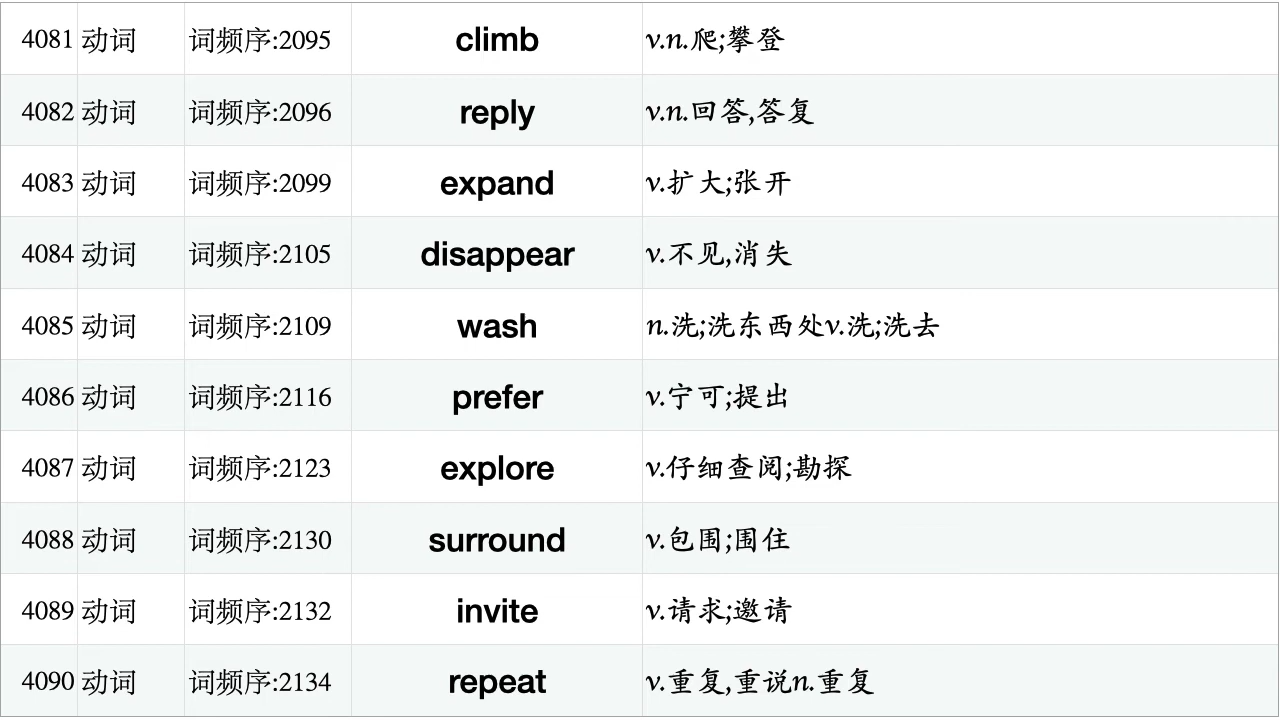 4081 动词 词频序:2095 climb v.n.爬;攀登
4082 动词 词频序:2096 reply v.n.回答,答复
4083 动词 词频序:2099 expand v.扩大;张开
4084 动词 词频序:2105 disappear v.不见,消失
4085 动词 词频序:2109 wash n.洗;洗东西处v.洗;洗去
4086 动词 词频序:2116 prefer v.宁可;提出
4087 动词 词频序:2123 explore v.仔细查阅;勘探
4088 动词 词频序:2130 surround v.包围;围住
4089 动词 词频序:2132 invite v.请求;邀请
4090 动词 词频序:2134 repeat v.重复,重说n.重复